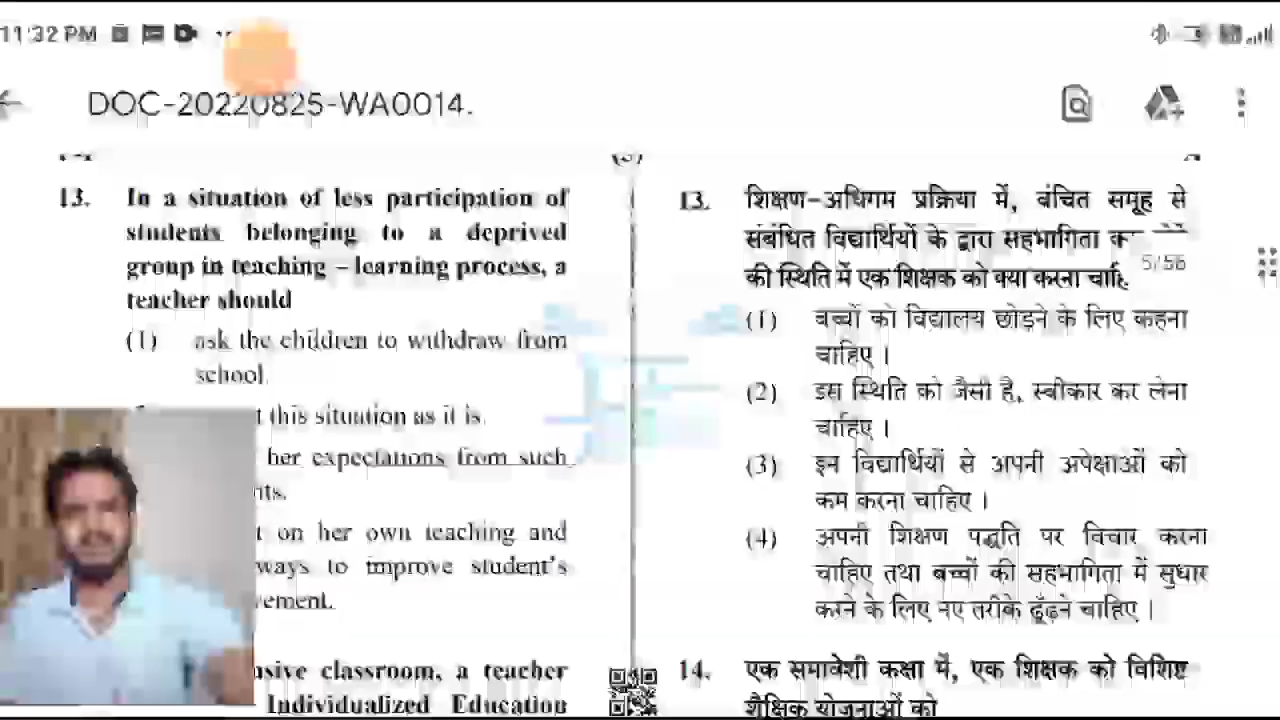 11:32 PM
DOC-20220825-WA0014.
13. In a situation of less participation of
students belonging to a deprived
group in teaching – learning process, a
teacher should
(1) ask the children to withdraw from
school.
this situation as it is.
her expectations from such
on her own teaching and
ways to improve student's
classroom, a teacher
Individualized Education
13. शिक्षण-अधिगम प्रक्रिया में, वंचित समूह से
संबंधित विद्यार्थियों के द्वारा सहभागिता
5/56
की स्थिति में एक शिक्षक को क्या करना
(1) बच्चों को विद्यालय छोड़ने के लिए कहना
चाहिए ।
(2) इस स्थिति को जैसी है, स्वीकार कर लेना
चाहिए ।
(3) इन विद्यार्थियों से अपनी अपेक्षाओं को
कम करना चाहिए ।
(4) अपनी शिक्षण पद्धति पर विचार करना
चाहिए तथा बच्चों की सहभागिता में सुधार
करने के लिए नए तरीके ढूँढ़ने चाहिए ।
14. एक समावेशी कक्षा में, एक शिक्षक को विशिष्ट
शैक्षिक योजनाओं को